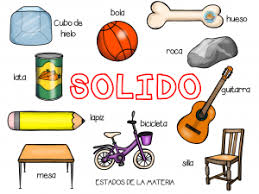 bola
hueso
Cubo de
hielo
roca
lata
SOLIDO
guitarra
lapiz
bicicleta
silla
mesa
ESTADOS DE LA MATERIA